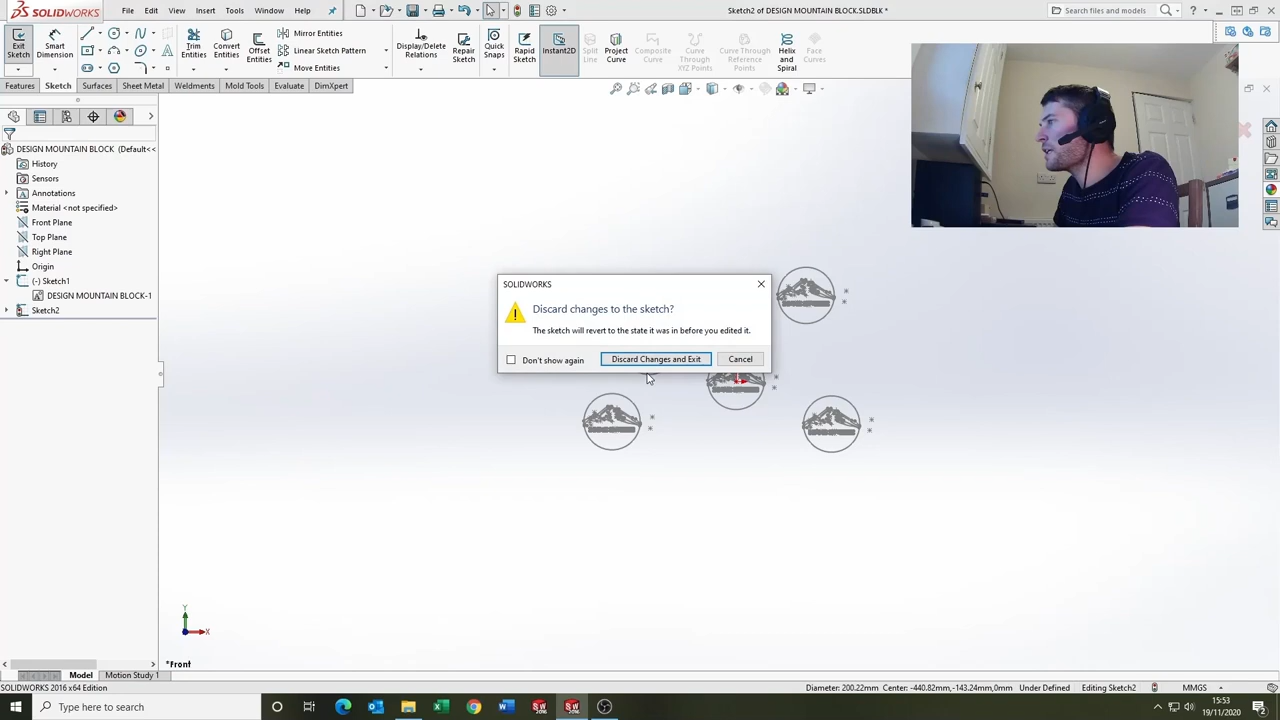 SOLIDWORKS
File Edit View Insert Tools Window Help
Sketch2 of DESIGN MOUNTAIN BLOCK.SLDBLK *
Search files and models
Exit Sketch
Smart Dimension
Trim Entities
Convert Entities
Offset Entities
Mirror Entities
Linear Sketch Pattern
Move Entities
Display/Delete Relations
Repair Sketch
Quick Snaps
Rapid Sketch
Instant2D
Split Line
Project Curve
Composite Curve
Curve Through XYZ Points
Curve Through Reference Points
Helix and Spiral
Face Curves
Features Sketch Surfaces Sheet Metal Weldments Mold Tools Evaluate DimXpert
DESIGN MOUNTAIN BLOCK (Default<<
History
Sensors
Annotations
Material <not specified>
Front Plane
Top Plane
Right Plane
Origin
(-) Sketch1
DESIGN MOUNTAIN BLOCK-1
Sketch2
SOLIDWORKS
Discard changes to the sketch?
The sketch will revert to the state it was in before you edited it.
Don't show again
Discard Changes and Exit
Cancel
Y
X
*Front
Model Motion Study 1
SOLIDWORKS 2016 x64 Edition
Diameter: 200.22mm Center: -440.82mm,-143.24mm,0mm Under Defined Editing Sketch2 MMGS
Type here to search
15:53
19/11/2020